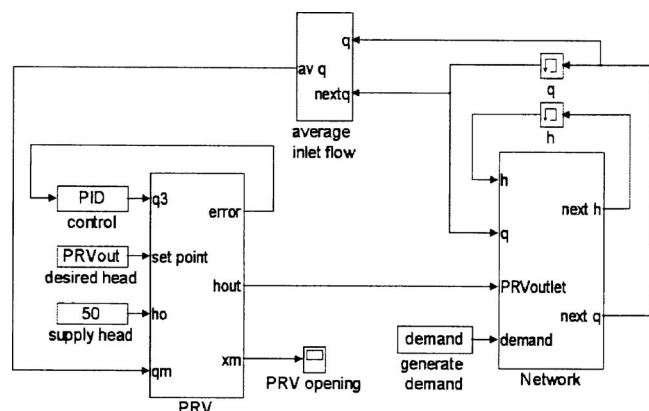 q
av q
nextq
average
inlet flow
q
h
PID
control
q3
error
PRVout
desired head
set point
hout
50
supply head
ho
xm
qm
PRV
PRV opening
h
next h
q
PRVoutlet
next q
demand
generate
demand
demand
Network